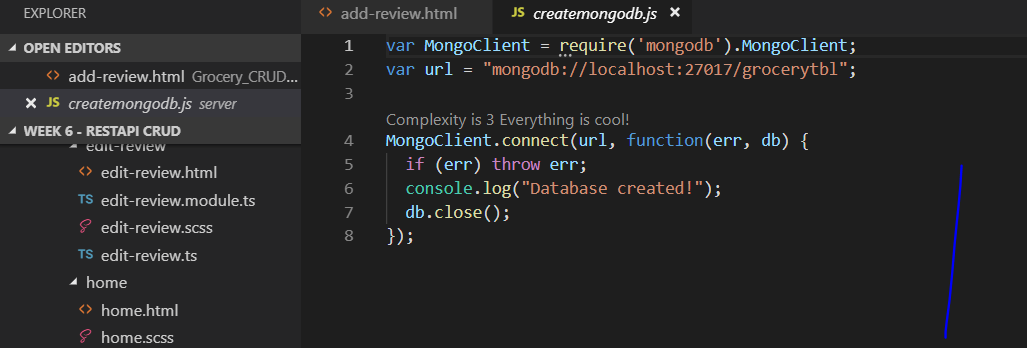 EXPLORER
OPEN EDITORS
add-review.html Grocery_CRUD...
JS createmongodb.js server
WEEK 6 - RESTAPI CRUD
edit-review
edit-review.html
TS edit-review.module.ts
edit-review.scss
TS edit-review.ts
home
home.html
home.scss
add-review.html JS createmongodb.js
1 var MongoClient = require('mongodb').MongoClient;
2 var url = "mongodb://localhost:27017/grocerytbl";
3
Complexity is 3 Everything is cool!
4 MongoClient.connect(url, function(err, db) {
5 if (err) throw err;
6 console.log("Database created!");
7 db.close();
8 });